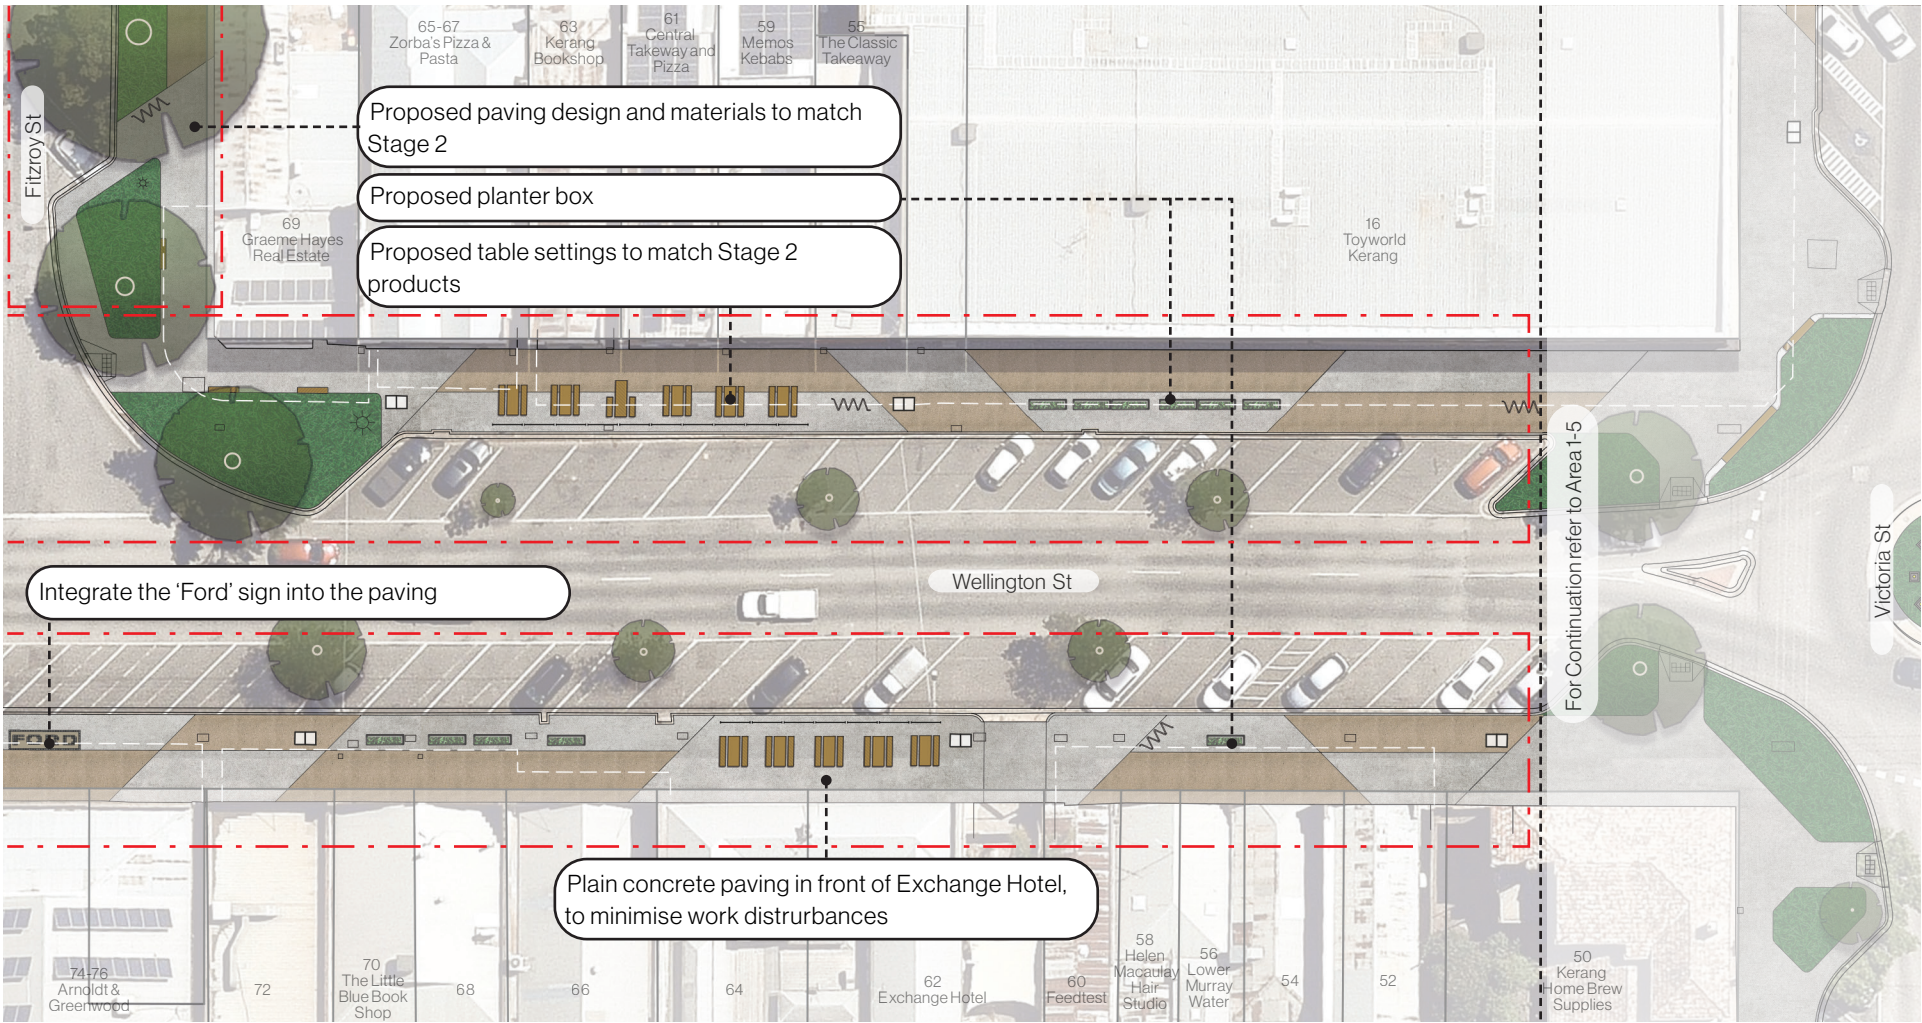 65-67
Zorba's Pizza &
Pasta
63
Kerang
Bookshop
61
Central
Takeway and
Pizza
59
Memos
Kebabs
55
The Classic
Takeaway
Proposed paving design and materials to match
Stage 2
Proposed planter box
Proposed table settings to match Stage 2
products
Fitzroy St
69
Graeme Hayes
Real Estate
16
Toyworld
Kerang
For Continuation refer to Area 1-5
Victoria St
Wellington St
Integrate the ‘Ford’ sign into the paving
FORD
Plain concrete paving in front of Exchange Hotel,
to minimise work distrurbances
74-76
Arnoldt &
Greenwood
72
70
The Little
Blue Book
Shop
68
66
64
62
Exchange Hotel
60
Feedtest
58
Helen
Macaulay
Hair
Studio
56
Lower
Murray
Water
54
52
50
Kerang
Home Brew
Supplies